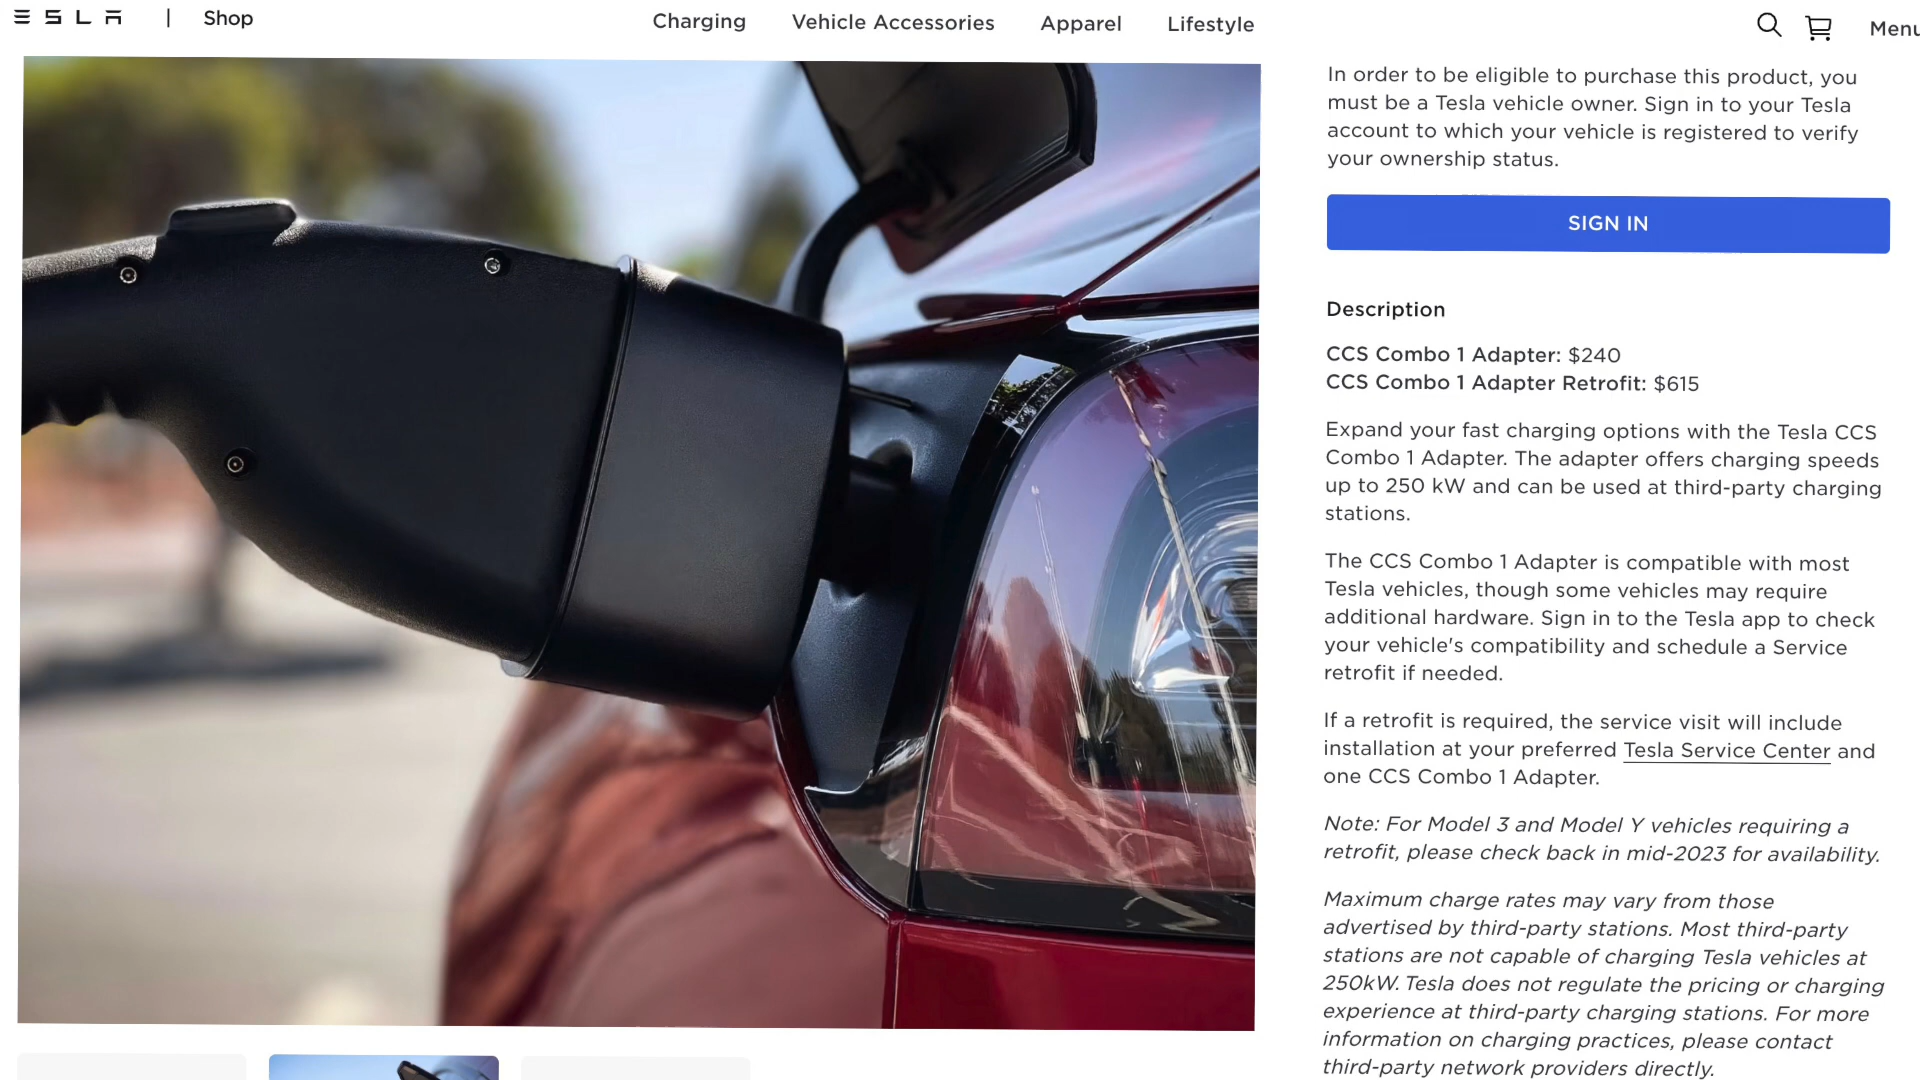 ESLA | Shop
Charging Vehicle Accessories Apparel Lifestyle
Menu
In order to be eligible to purchase this product, you
must be a Tesla vehicle owner. Sign in to your Tesla
account to which your vehicle is registered to verify
your ownership status.
SIGN IN
Description
CCS Combo 1 Adapter: $240
CCS Combo 1 Adapter Retrofit: $615
Expand your fast charging options with the Tesla CCS
Combo 1 Adapter. The adapter offers charging speeds
up to 250 kW and can be used at third-party charging
stations.
The CCS Combo 1 Adapter is compatible with most
Tesla vehicles, though some vehicles may require
additional hardware. Sign in to the Tesla app to check
your vehicle's compatibility and schedule a Service
retrofit if needed.
If a retrofit is required, the service visit will include
installation at your preferred Tesla Service Center and
one CCS Combo 1 Adapter.
Note: For Model 3 and Model Y vehicles requiring a
retrofit, please check back in mid-2023 for availability.
Maximum charge rates may vary from those
advertised by third-party stations. Most third-party
stations are not capable of charging Tesla vehicles at
250kW. Tesla does not regulate the pricing or charging
experience at third-party charging stations. For more
information on charging practices, please contact
third-party network providers directly.